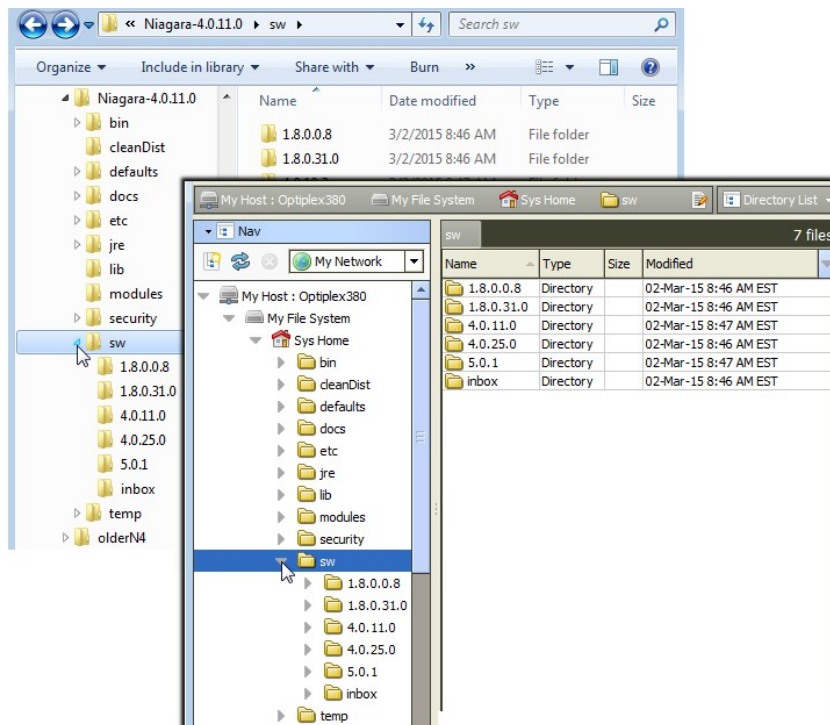 « Niagara-4.0.11.0 ▸ sw ▸ Search sw
Organize Include in library Share with Burn »
Niagara-4.0.11.0
bin
cleanDist
defaults
docs
etc
jre
lib
modules
security
sw
1.8.0.0.8
1.8.0.31.0
4.0.11.0
4.0.25.0
5.0.1
inbox
temp
olderN4
Name Date modified Type Size
1.8.0.0.8 3/2/2015 8:46 AM File folder
1.8.0.31.0 3/2/2015 8:46 AM File folder
My Host : Optiplex380 My File System Sys Home sw Directory List
Nav
My Network
My Host : Optiplex380
My File System
Sys Home
bin
cleanDist
defaults
docs
etc
jre
lib
modules
security
sw
1.8.0.0.8
1.8.0.31.0
4.0.11.0
4.0.25.0
5.0.1
inbox
temp
sw 7 files
Name Type Size Modified
1.8.0.0.8 Directory 02-Mar-15 8:46 AM EST
1.8.0.31.0 Directory 02-Mar-15 8:46 AM EST
4.0.11.0 Directory 02-Mar-15 8:47 AM EST
4.0.25.0 Directory 02-Mar-15 8:46 AM EST
5.0.1 Directory 02-Mar-15 8:47 AM EST
inbox Directory 02-Mar-15 8:46 AM EST